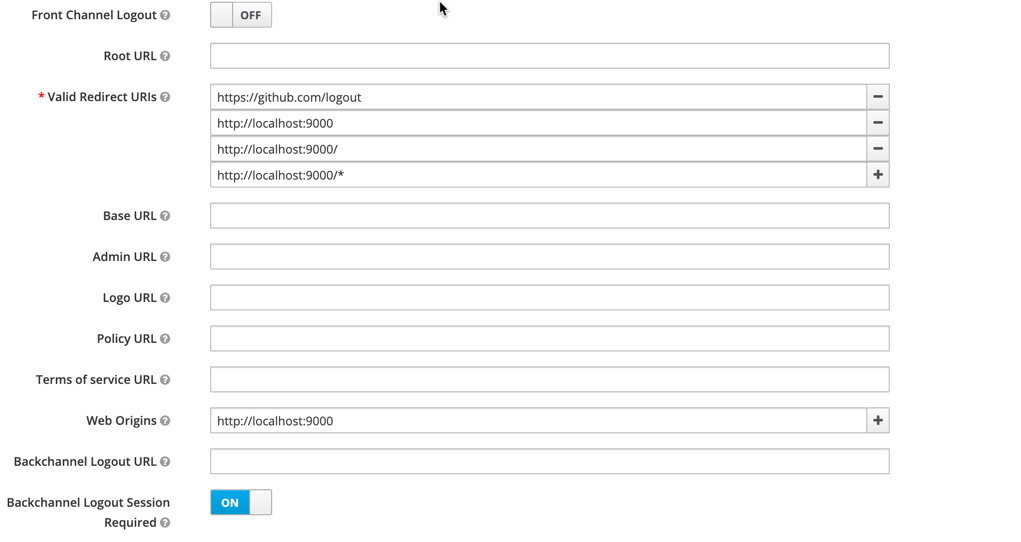 Front Channel Logout OFF
Root URL
* Valid Redirect URIs https://github.com/logout
http://localhost:9000
http://localhost:9000/
http://localhost:9000/*
Base URL
Admin URL
Logo URL
Policy URL
Terms of service URL
Web Origins http://localhost:9000
Backchannel Logout URL
Backchannel Logout Session ON
Required